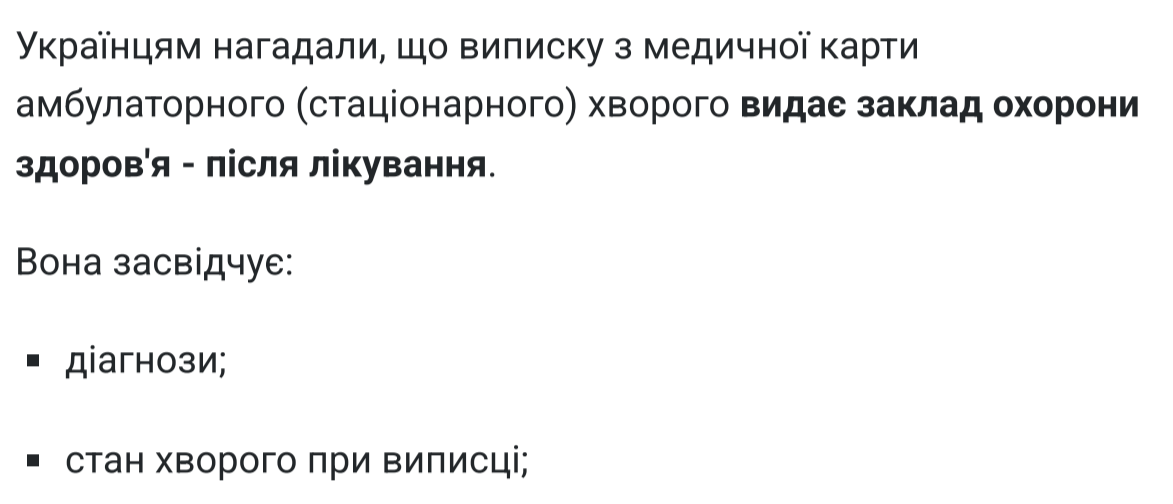 Українцям нагадали, що виписку з медичної карти
амбулаторного (стаціонарного) хворого видає заклад охорони
здоров'я - після лікування.
Вона засвідчує:
▪ діагнози;
▪ стан хворого при виписці;